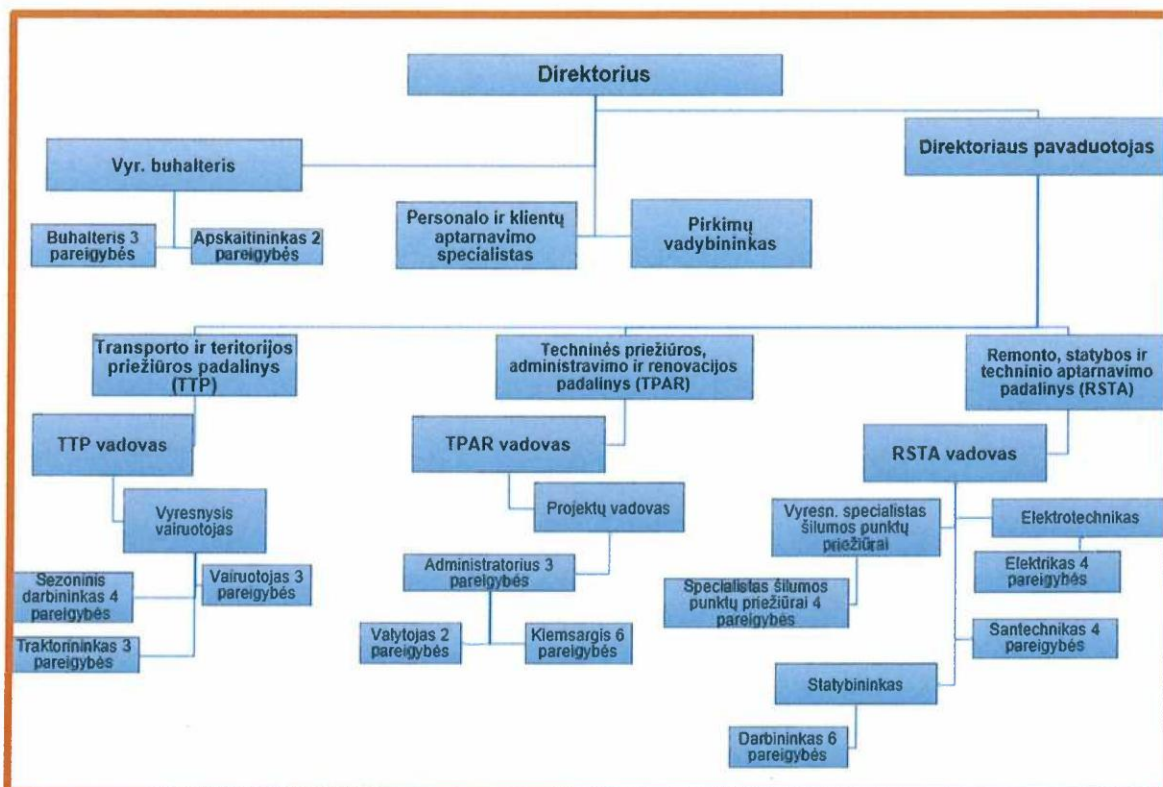 Direktorius
Vyr. buhalteris
Direktoriaus pavaduotojas
Buhalteris 3
pareigybės
Apskaitininkas 2
pareigybės
Personalo ir klientų
aptarnavimo
specialistas
Pirkimų
vadybininkas
Transporto ir teritorijos
priežiūros padalinys
(TTP)
Techninės priežiūros,
administravimo ir renovacijos
padalinys (TPAR)
Remonto, statybos ir
techninio aptarnavimo
padalinys (RSTA)
TTP vadovas
TPAR vadovas
RSTA vadovas
Vyresnysis
vairuotojas
Projektų vadovas
Vyresn. specialistas
šilumos punktų
priežiūrai
Elektrotechnikas
Sezoninis
darbininkas 4
pareigybės
Vairuotojas 3
pareigybės
Administratorius 3
pareigybės
Specialistas šilumos
punktų priežiūrai 4
pareigybės
Elektrikas 4
pareigybės
Traktorininkas 3
pareigybės
Valytojas 2
pareigybės
Kiemsargis 6
pareigybės
Santechnikas 4
pareigybės
Statybininkas
Darbininkas 6
pareigybės